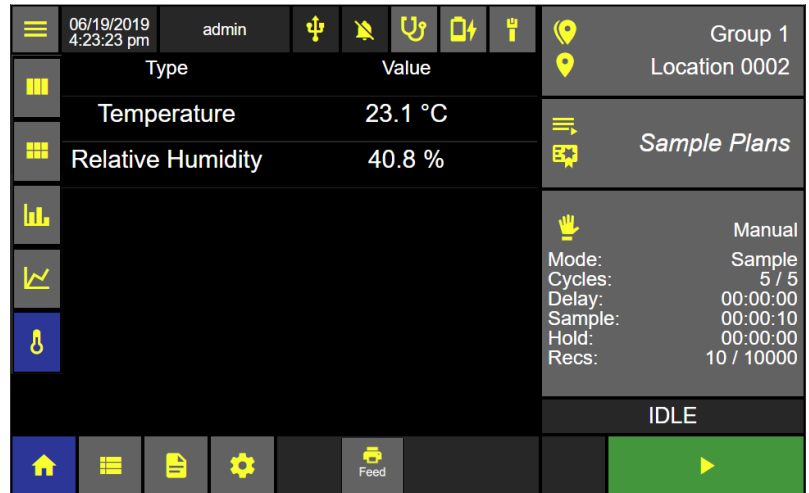 06/19/2019
4:23:23 pm
admin
Type Value
Temperature 23.1 °C
Relative Humidity 40.8 %
Feed
Group 1
Location 0002
Sample Plans
Manual
Mode: Sample
Cycles: 5 / 5
Delay: 00:00:00
Sample: 00:00:10
Hold: 00:00:00
Recs: 10 / 10000
IDLE